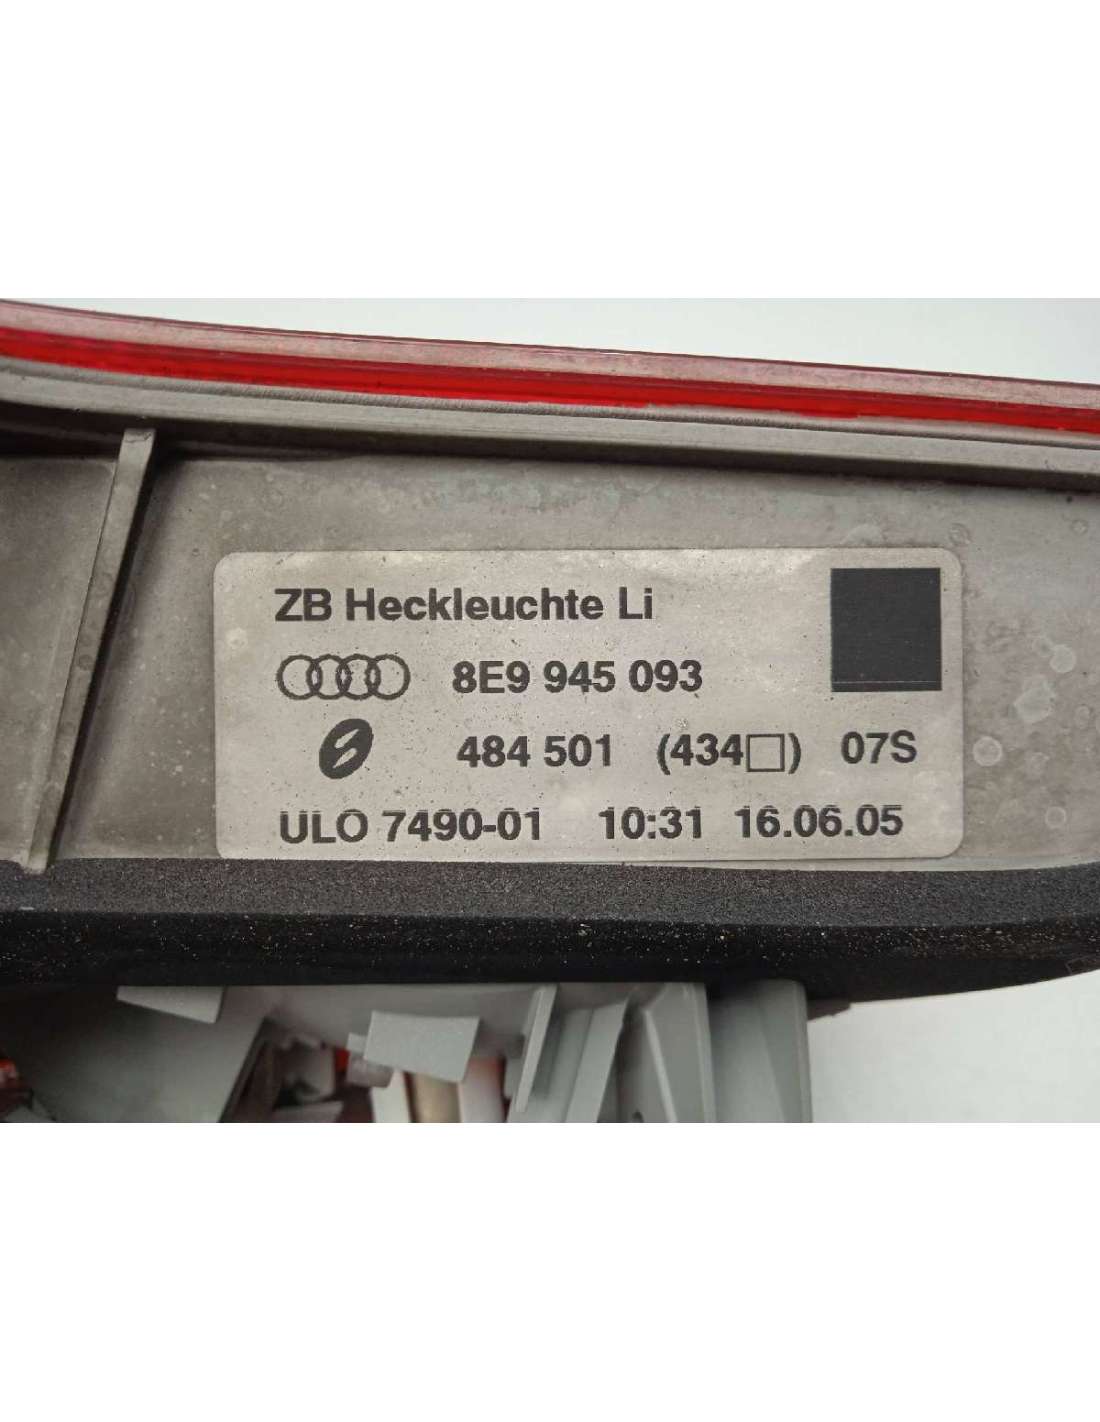 ZB Heckleuchte Li
8E9 945 093
484 501 (434□) 07S
ULO 7490-01 10:31 16.06.05